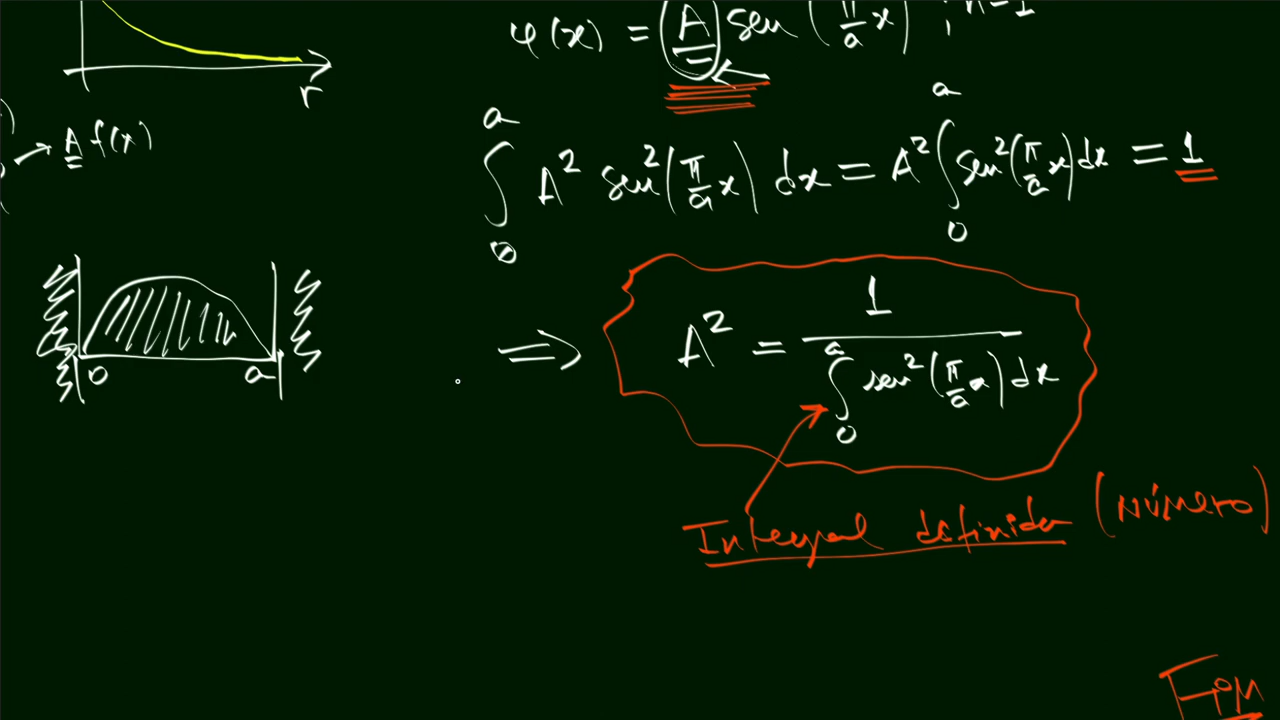 φ(x) = A sen (π/a x) ; n=1
r
→ A f(x)
∫₀ᵃ A² sen² (π/a x) dx = A² ∫₀ᵃ sen² (π/a x) dx = 1
0 a
⇒ A² = 1 / ∫₀ᵃ sen² (π/a x) dx
Integral definida (número)